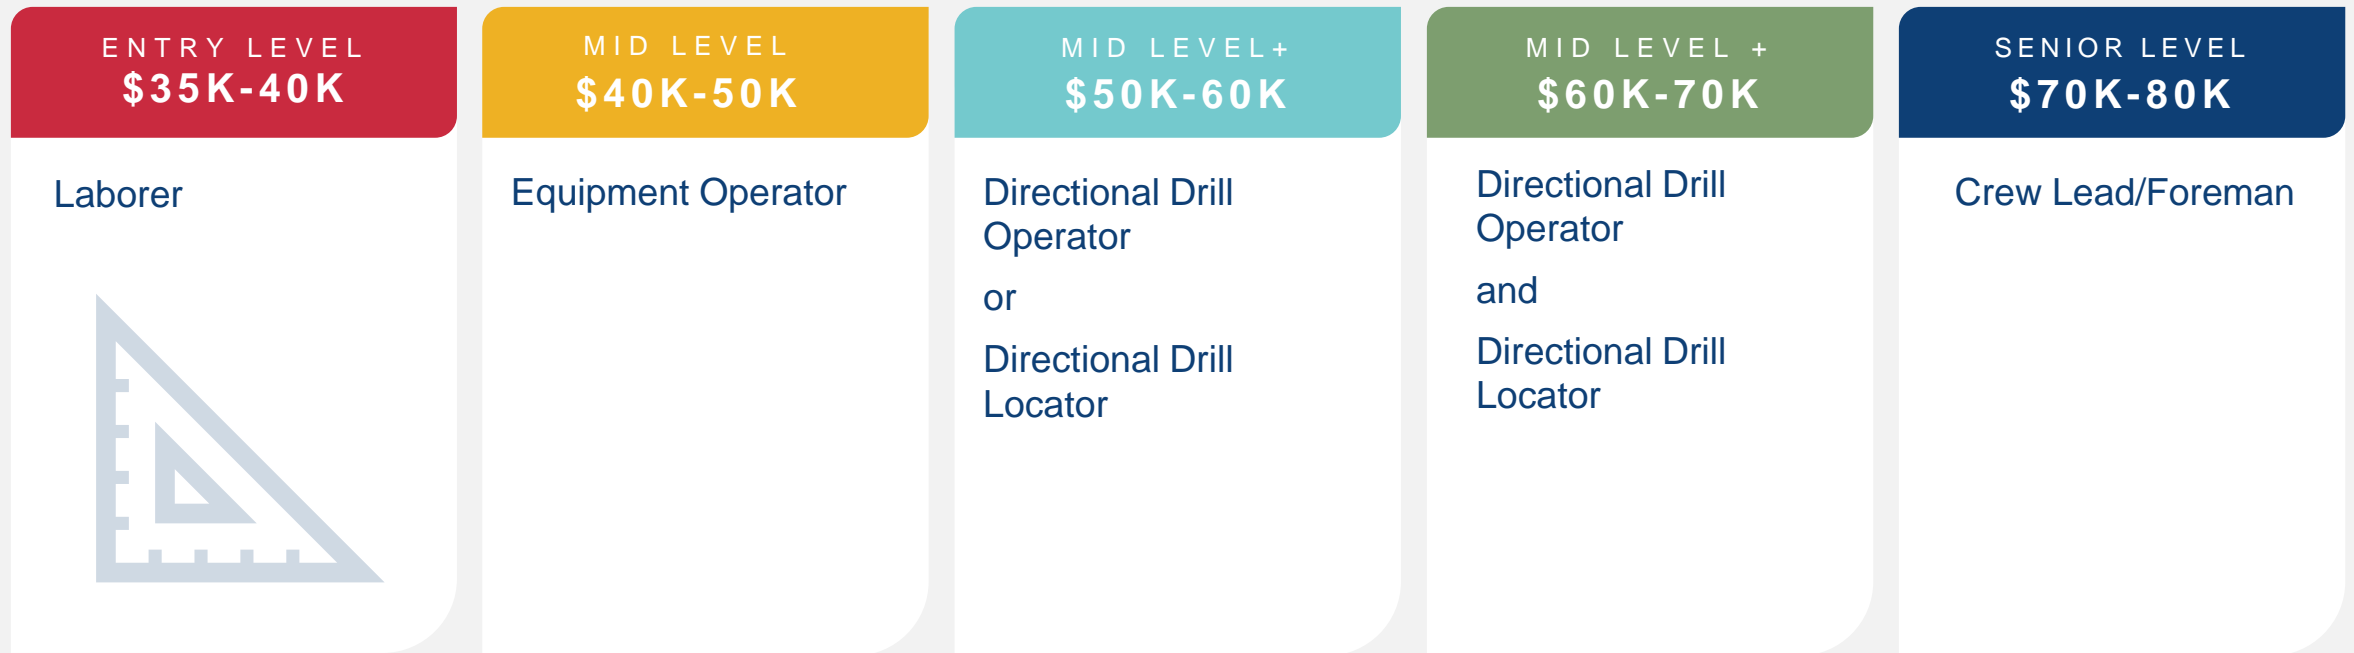 ENTRY LEVEL
$35K-40K
Laborer
MID LEVEL
$40K-50K
Equipment Operator
MID LEVEL+
$50K-60K
Directional Drill
Operator
or
Directional Drill
Locator
MID LEVEL +
$60K-70K
Directional Drill
Operator
and
Directional Drill
Locator
SENIOR LEVEL
$70K-80K
Crew Lead/Foreman